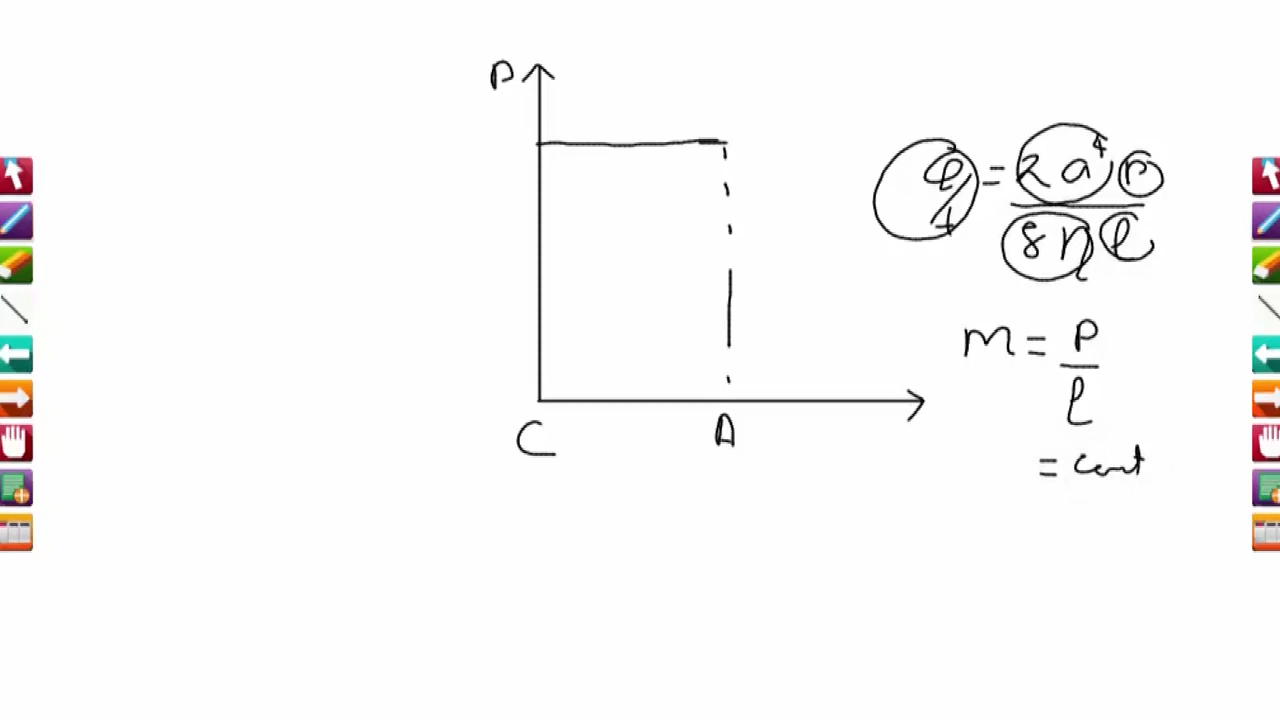 P
C A
Q/t = πa⁴p / 8ηl
m = P / l
= const